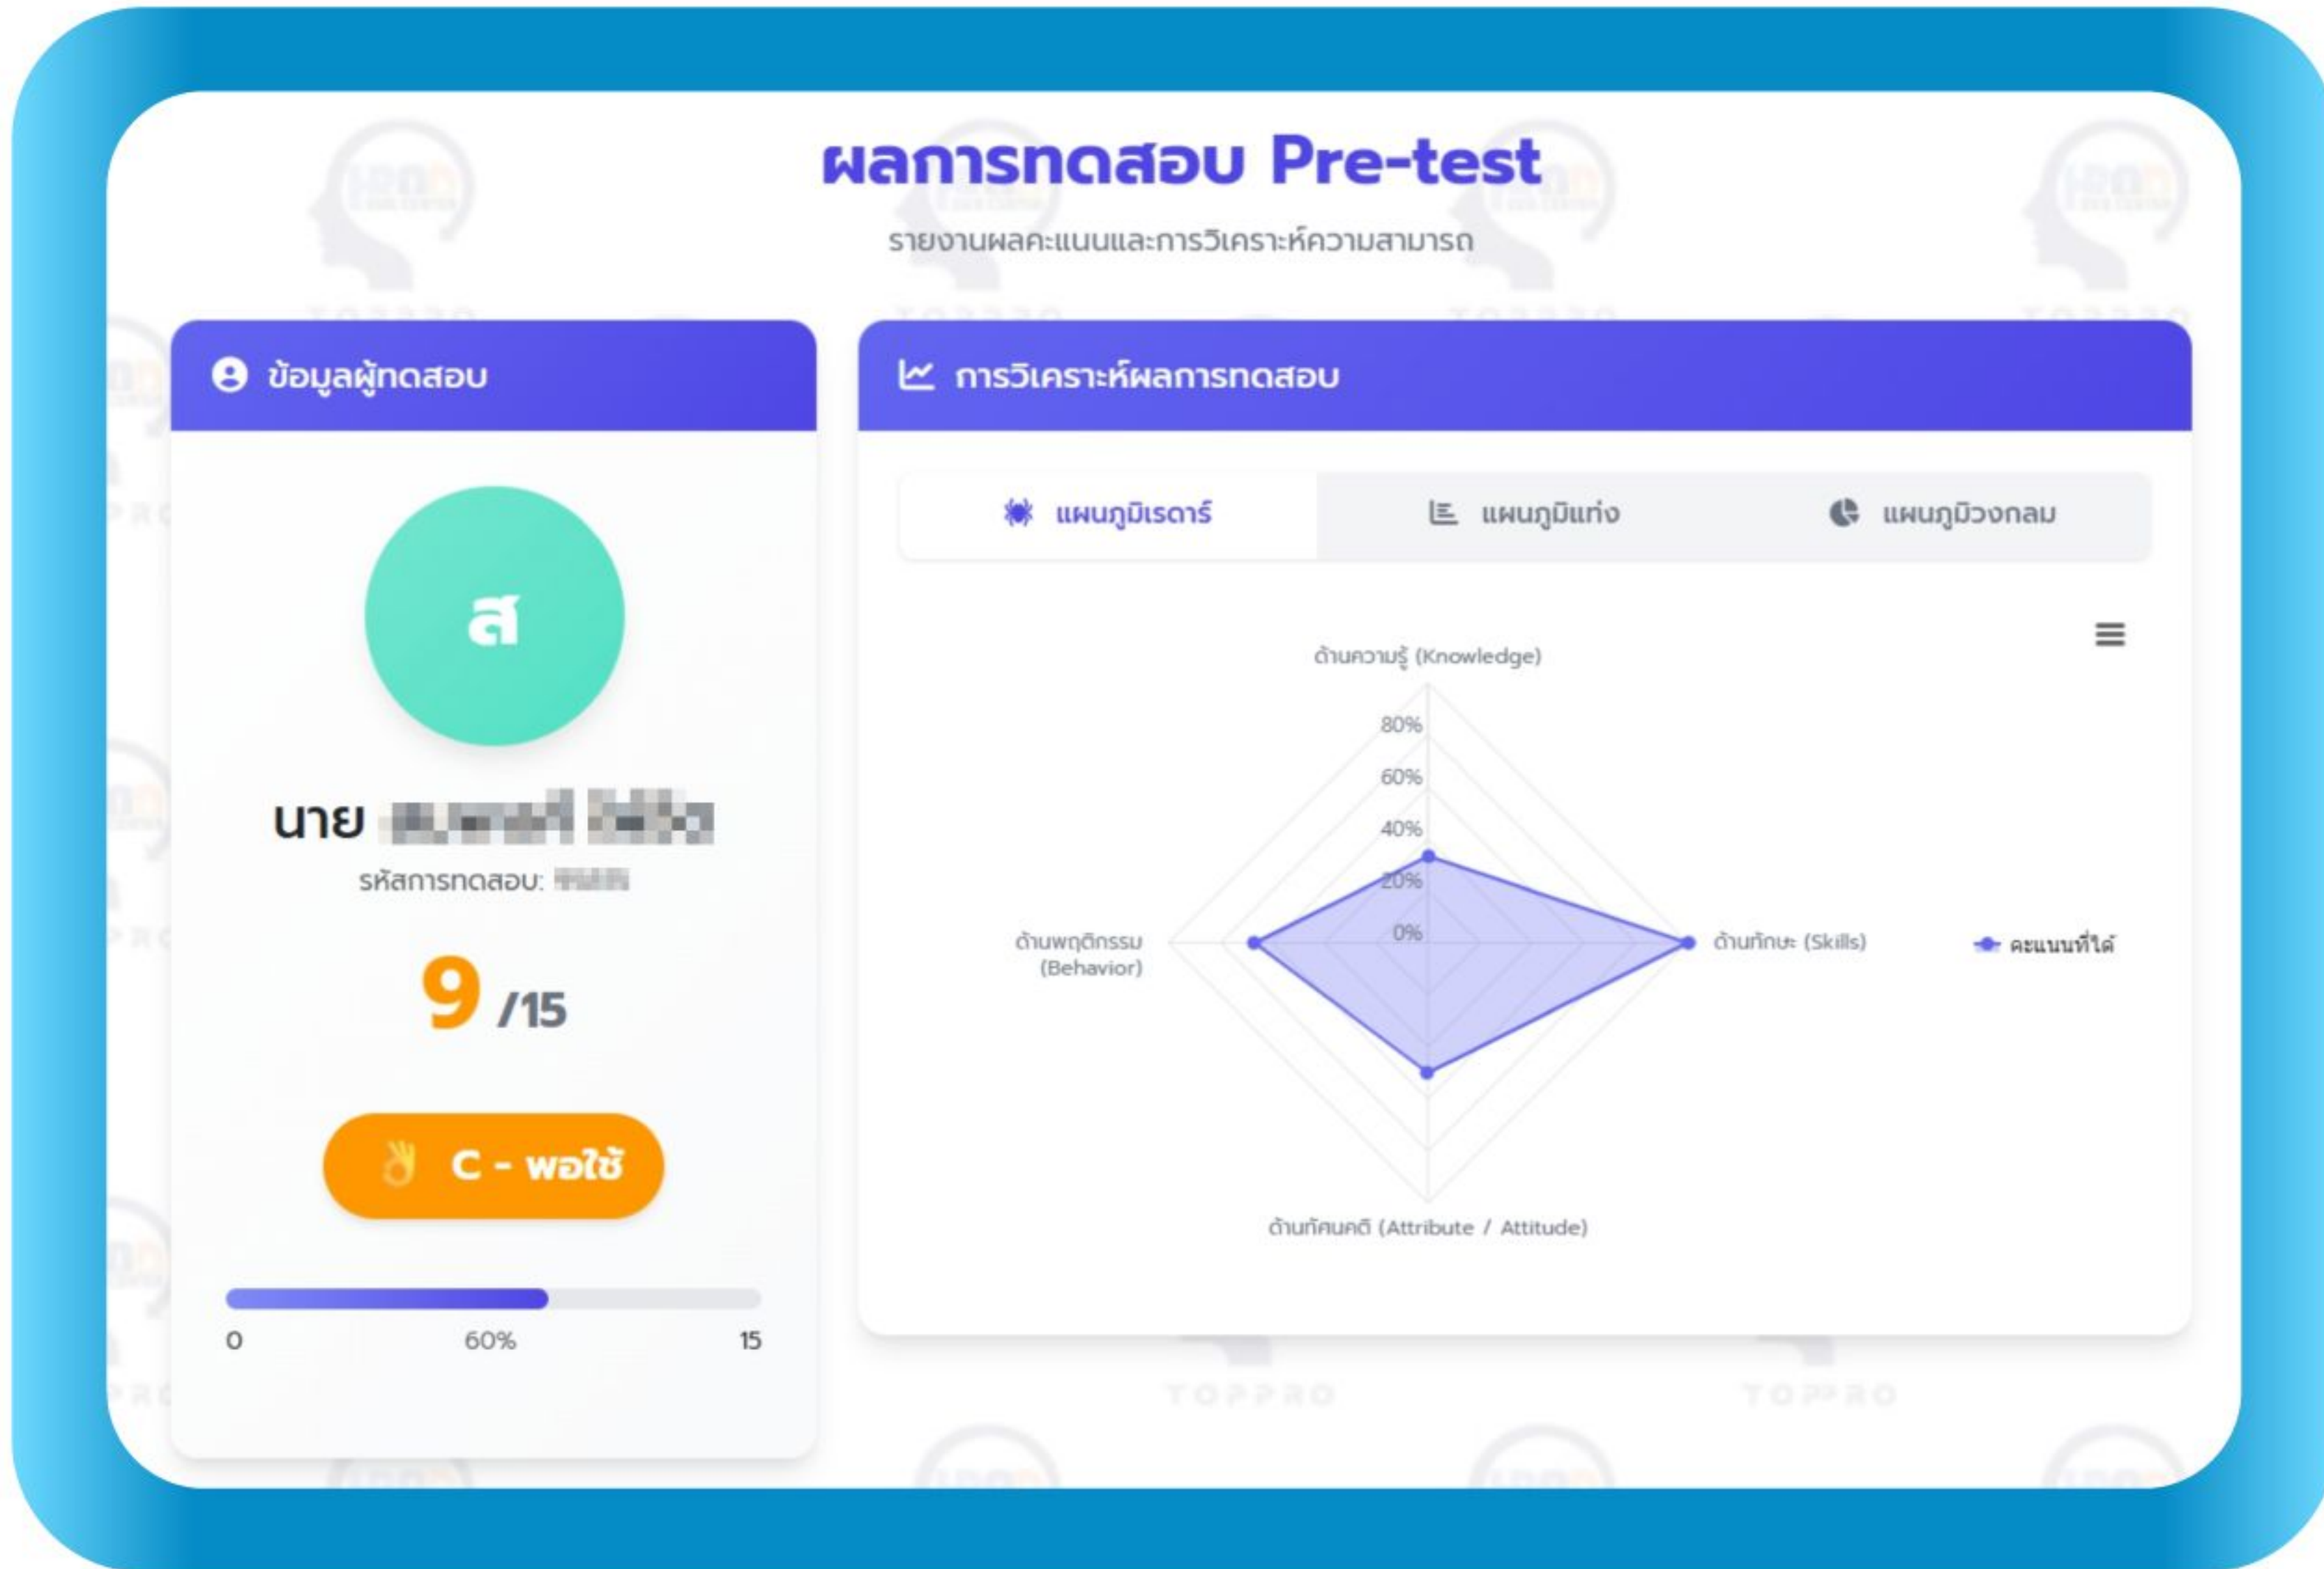 ผลการทดสอบ Pre-test
รายงานผลคะแนนและการวิเคราะห์ความสามารถ
ข้อมูลผู้ทดสอบ
ส
นาย
รหัสการทดสอบ:
9 /15
C - พอใช้
0 60% 15
การวิเคราะห์ผลการทดสอบ
แผนภูมิเรดาร์ แผนภูมิแท่ง แผนภูมิวงกลม
ด้านความรู้ (Knowledge)
80%
60%
40%
20%
0%
ด้านพฤติกรรม
(Behavior)
ด้านทักษะ (Skills)
คะแนนที่ได้
ด้านทัศนคติ (Attribute / Attitude)
TOPPRO TOPPRO